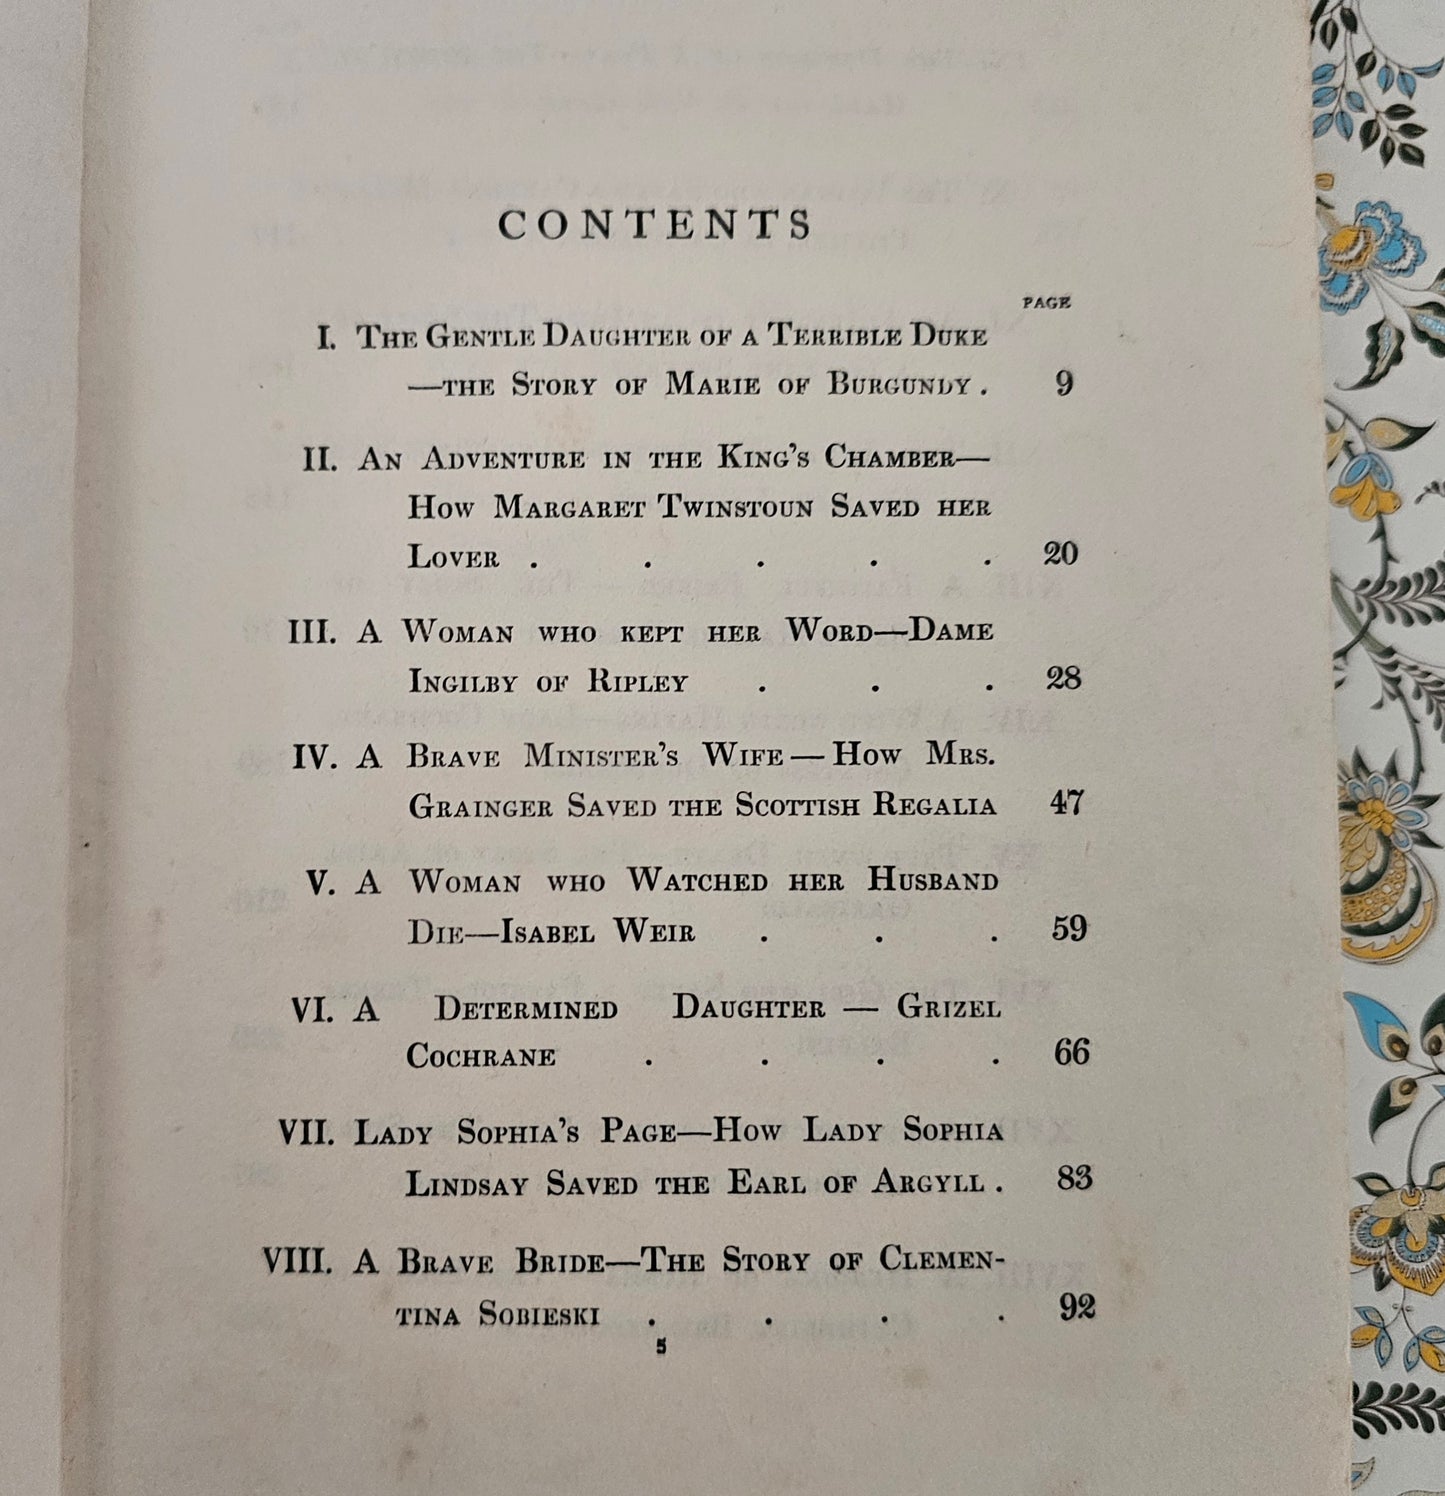 CONTENTS
PAGE
I. THE GENTLE DAUGHTER OF A TERRIBLE DUKE
—THE STORY OF MARIE OF BURGUNDY . 9
II. AN ADVENTURE IN THE KING'S CHAMBER—
HOW MARGARET TWINSTOUN SAVED HER
LOVER . . . . . 20
III. A WOMAN WHO KEPT HER WORD—DAME
INGILBY OF RIPLEY . . . 28
IV. A BRAVE MINISTER'S WIFE—HOW MRS.
GRAINGER SAVED THE SCOTTISH REGALIA 47
V. A WOMAN WHO WATCHED HER HUSBAND
DIE—ISABEL WEIR . . . 59
VI. A DETERMINED DAUGHTER—GRIZEL
COCHRANE . . . . 66
VII. LADY SOPHIA'S PAGE—HOW LADY SOPHIA
LINDSAY SAVED THE EARL OF ARGYLL . 83
VIII. A BRAVE BRIDE—THE STORY OF CLEMEN-
TINA SOBIESKI . . . . 92
5